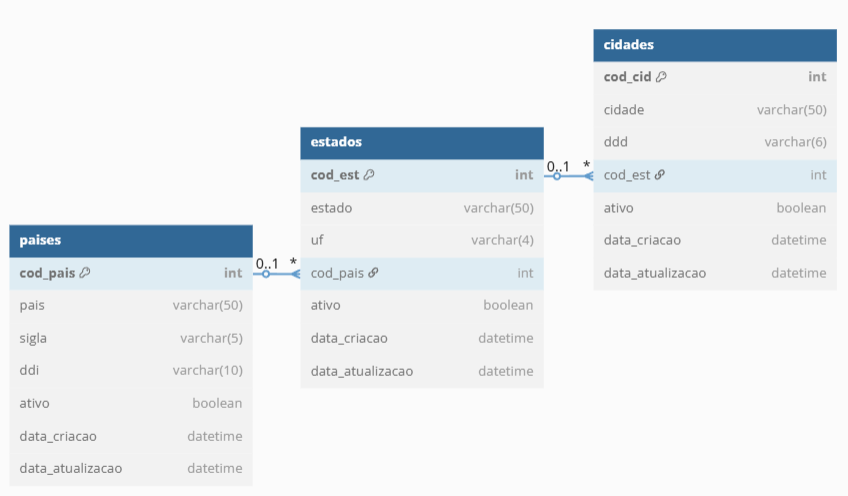 paises
cod_pais int
pais varchar(50)
sigla varchar(5)
ddi varchar(10)
ativo boolean
data_criacao datetime
data_atualizacao datetime
0..1 *
estados
cod_est int
estado varchar(50)
uf varchar(4)
cod_pais int
ativo boolean
data_criacao datetime
data_atualizacao datetime
0..1 *
cidades
cod_cid int
cidade varchar(50)
ddd varchar(6)
cod_est int
ativo boolean
data_criacao datetime
data_atualizacao datetime